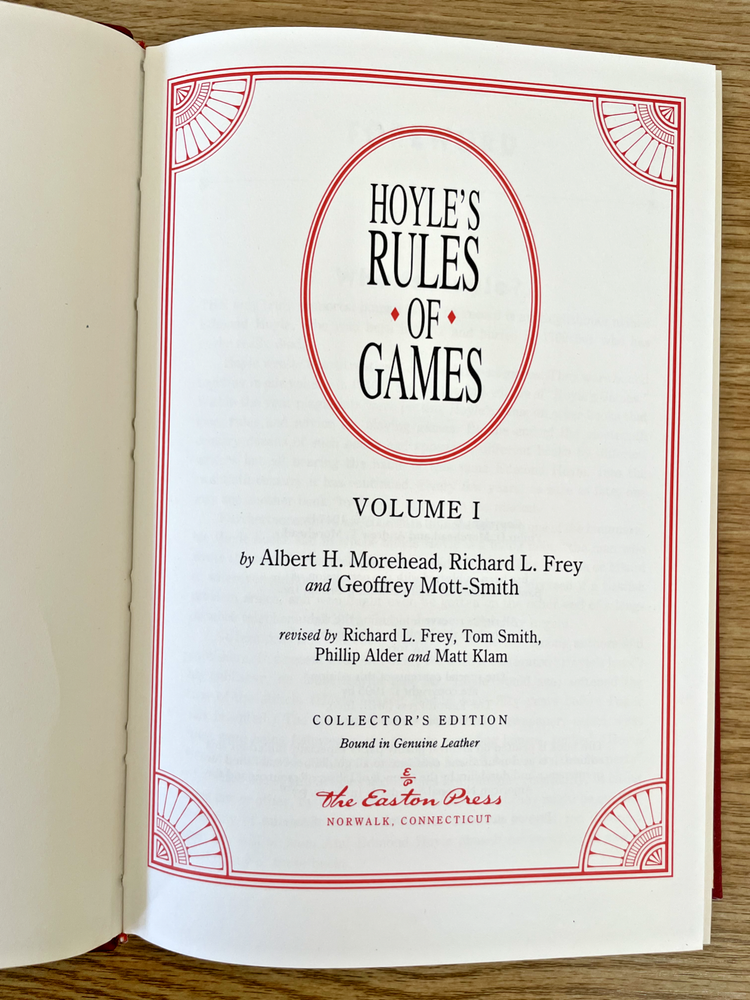 HOYLE'S
RULES
OF
GAMES
VOLUME I
by Albert H. Morehead, Richard L. Frey
and Geoffrey Mott-Smith
revised by Richard L. Frey, Tom Smith,
Phillip Alder and Matt Klam
COLLECTOR'S EDITION
Bound in Genuine Leather
E
P
The Easton Press
NORWALK, CONNECTICUT